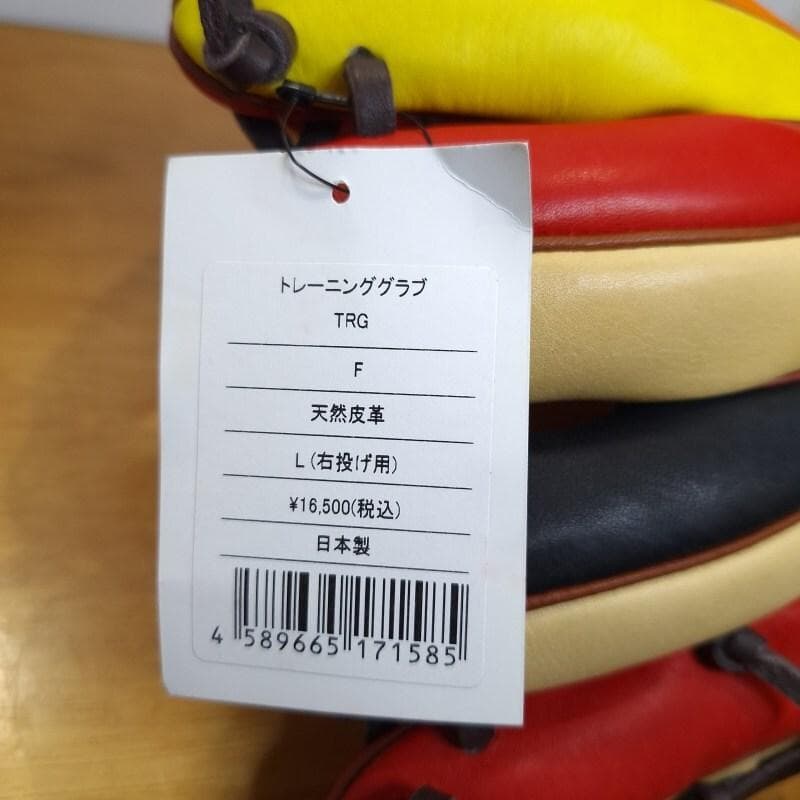 トレーニンググラブ
TRG
F
天然皮革
L(右投げ用)
¥16,500(税込)
日本製
4 589665 171585